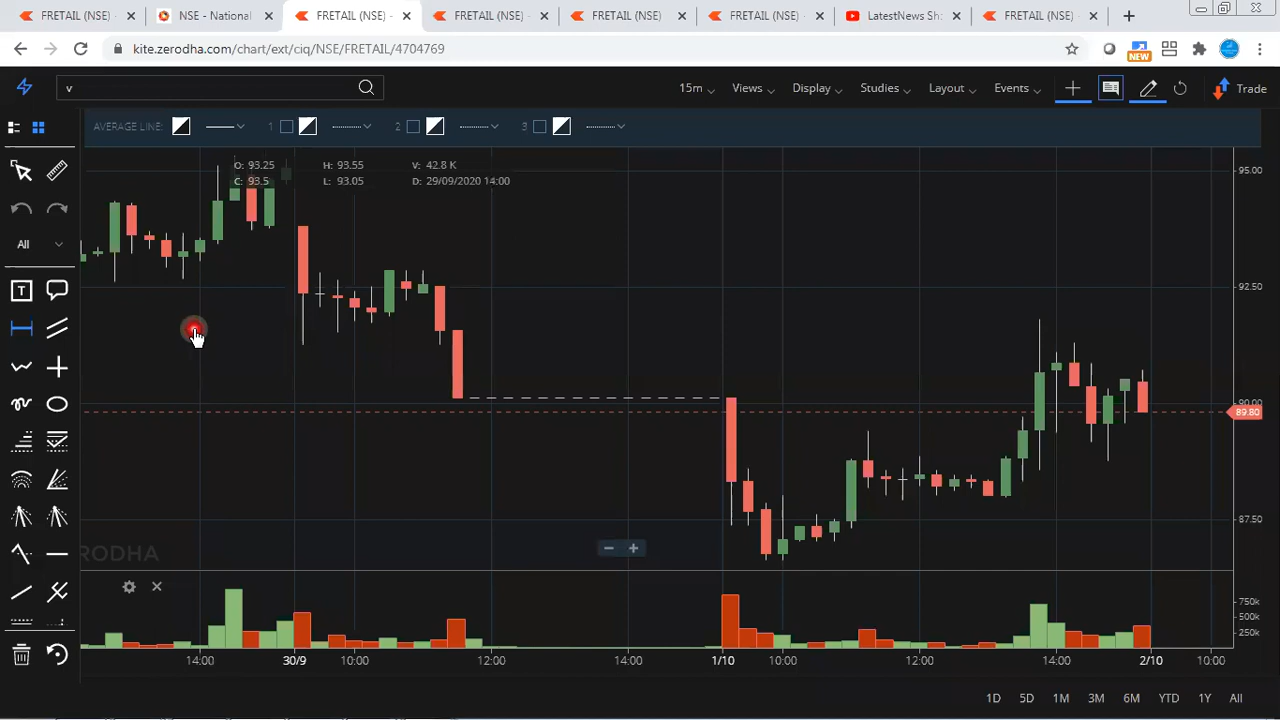 FRETAIL (NSE) -
NSE - National
FRETAIL (NSE) -
FRETAIL (NSE) -
FRETAIL (NSE)
FRETAIL (NSE) -
LatestNews Sh
FRETAIL (NSE) -
kite.zerodha.com/chart/ext/ciq/NSE/FRETAIL/4704769
NEW
v
15m
Views
Display
Studies
Layout
Events
Trade
AVERAGE LINE:
1
2
3
O: 93.25
H: 93.55
V: 42.8 K
C: 93.5
L: 93.05
D: 29/09/2020 14:00
All
T
95.00
92.50
90.00
89.80
87.50
ERODHA
750k
500k
250k
14:00
30/9
10:00
12:00
14:00
1/10
10:00
12:00
14:00
2/10
10:00
1D
5D
1M
3M
6M
YTD
1Y
All